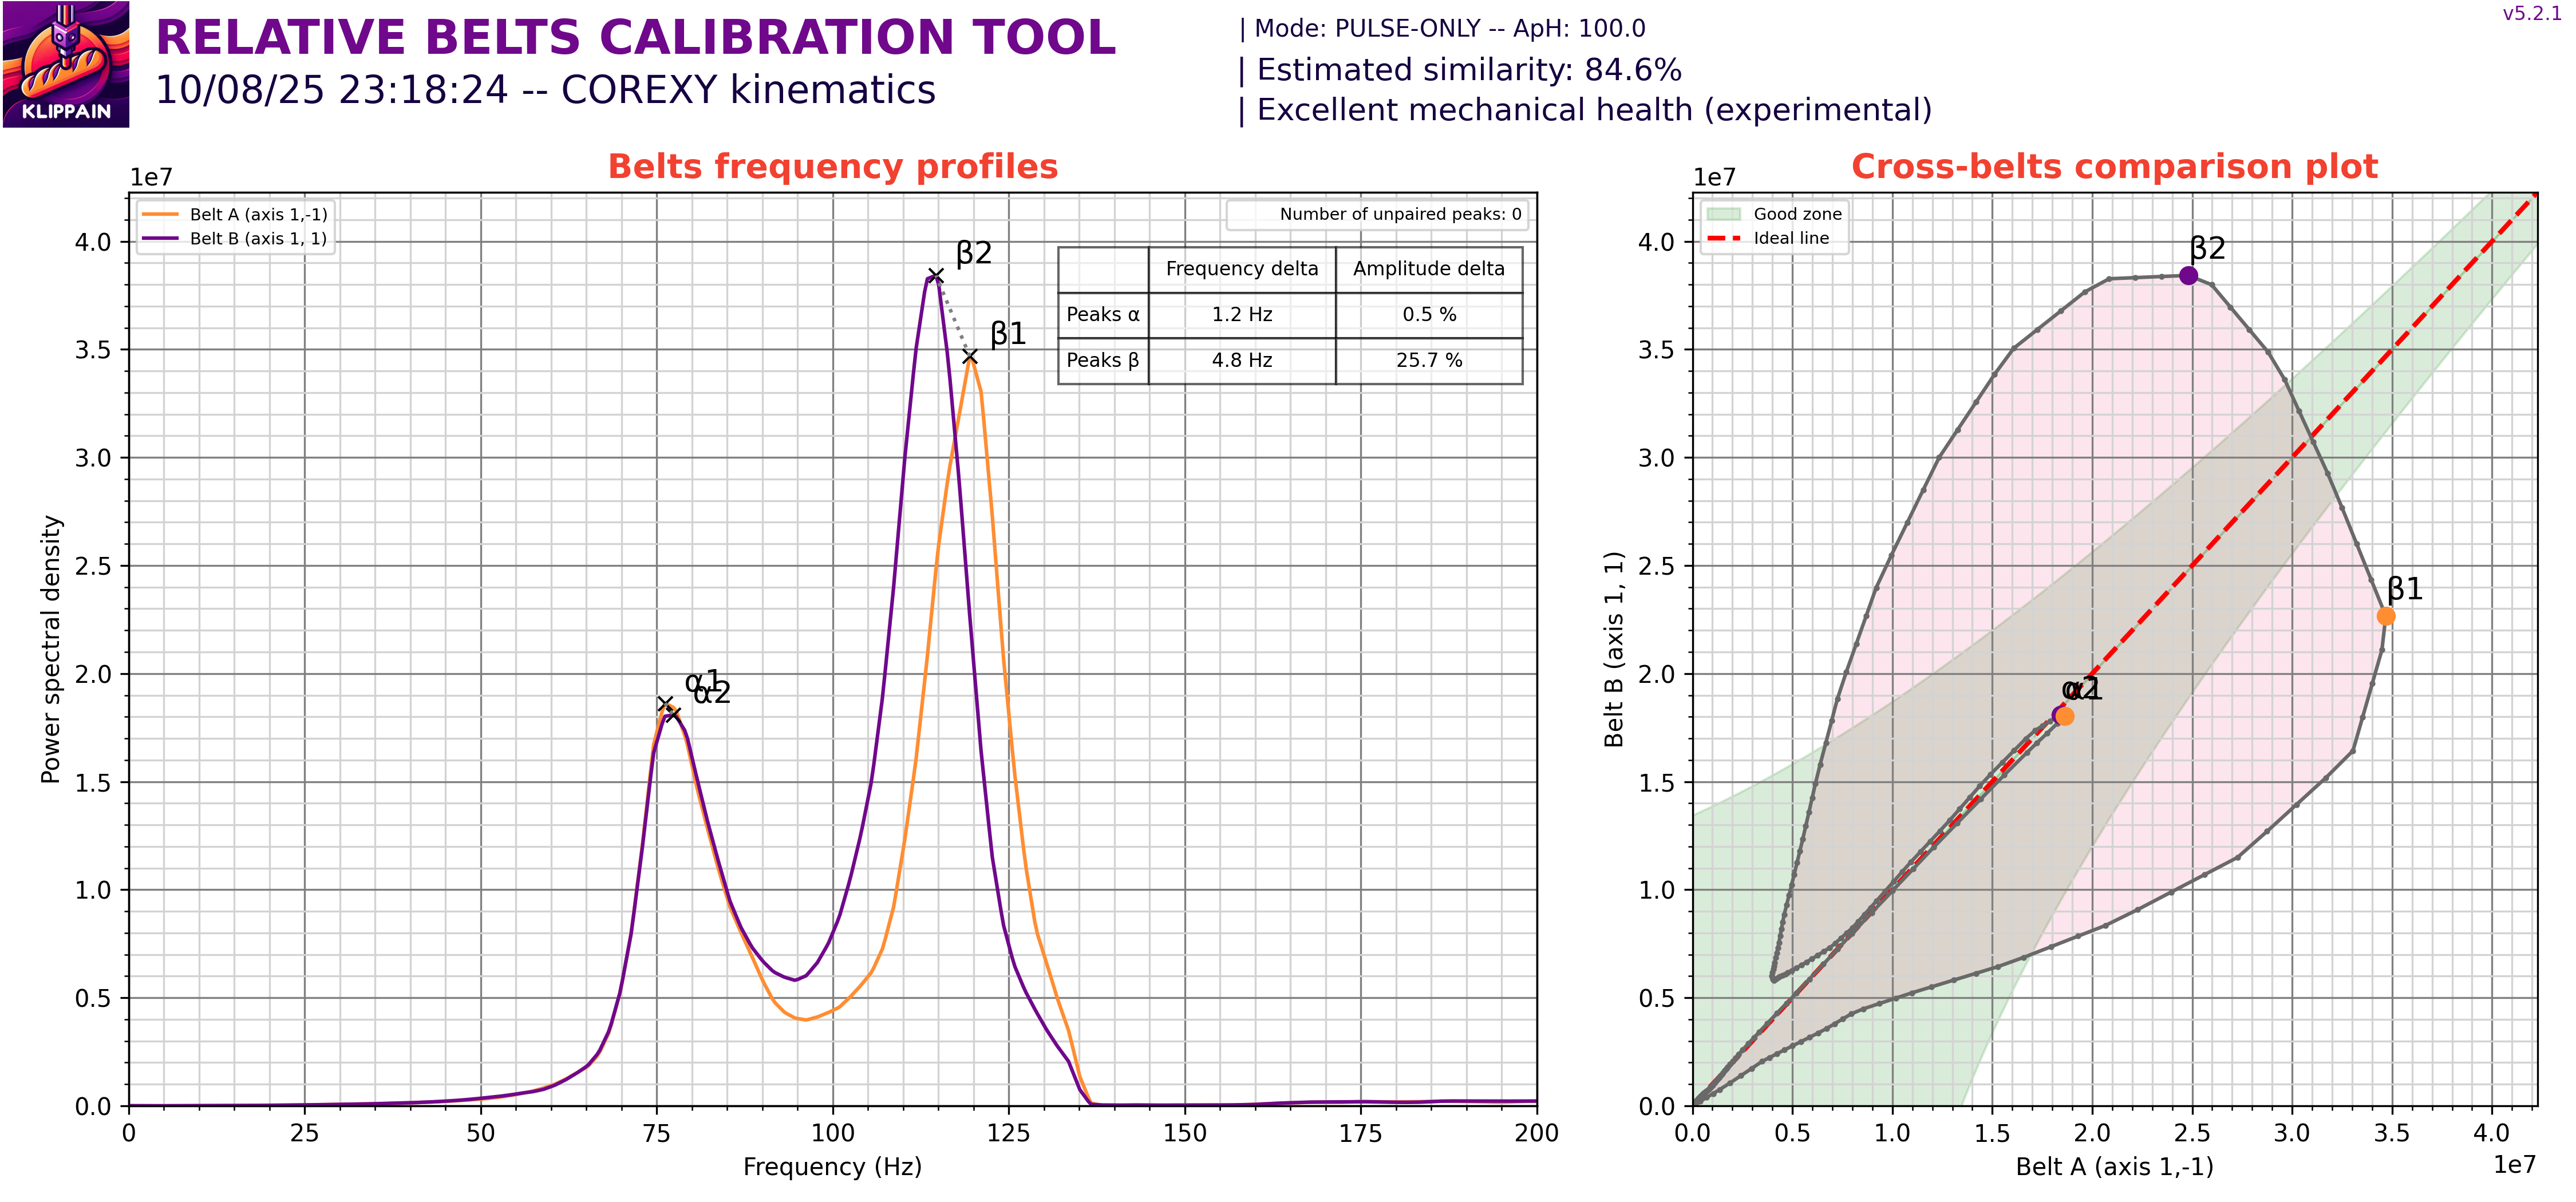 v5.2.1
KLIPPAIN
RELATIVE BELTS CALIBRATION TOOL
10/08/25 23:18:24 -- COREXY kinematics
| Mode: PULSE-ONLY -- ApH: 100.0
| Estimated similarity: 84.6%
| Excellent mechanical health (experimental)
Belts frequency profiles
1e7
Belt A (axis 1,-1)
Belt B (axis 1, 1)
Number of unpaired peaks: 0
Frequency delta Amplitude delta
Peaks α 1.2 Hz 0.5 %
Peaks β 4.8 Hz 25.7 %
β2
β1
α1
α2
4.0
3.5
3.0
2.5
2.0
1.5
1.0
0.5
0.0
Power spectral density
0 25 50 75 100 125 150 175 200
Frequency (Hz)
Cross-belts comparison plot
1e7
Good zone
Ideal line
β2
β1
α2
α1
4.0
3.5
3.0
2.5
2.0
1.5
1.0
0.5
0.0
Belt B (axis 1, 1)
0.0 0.5 1.0 1.5 2.0 2.5 3.0 3.5 4.0
1e7
Belt A (axis 1,-1)